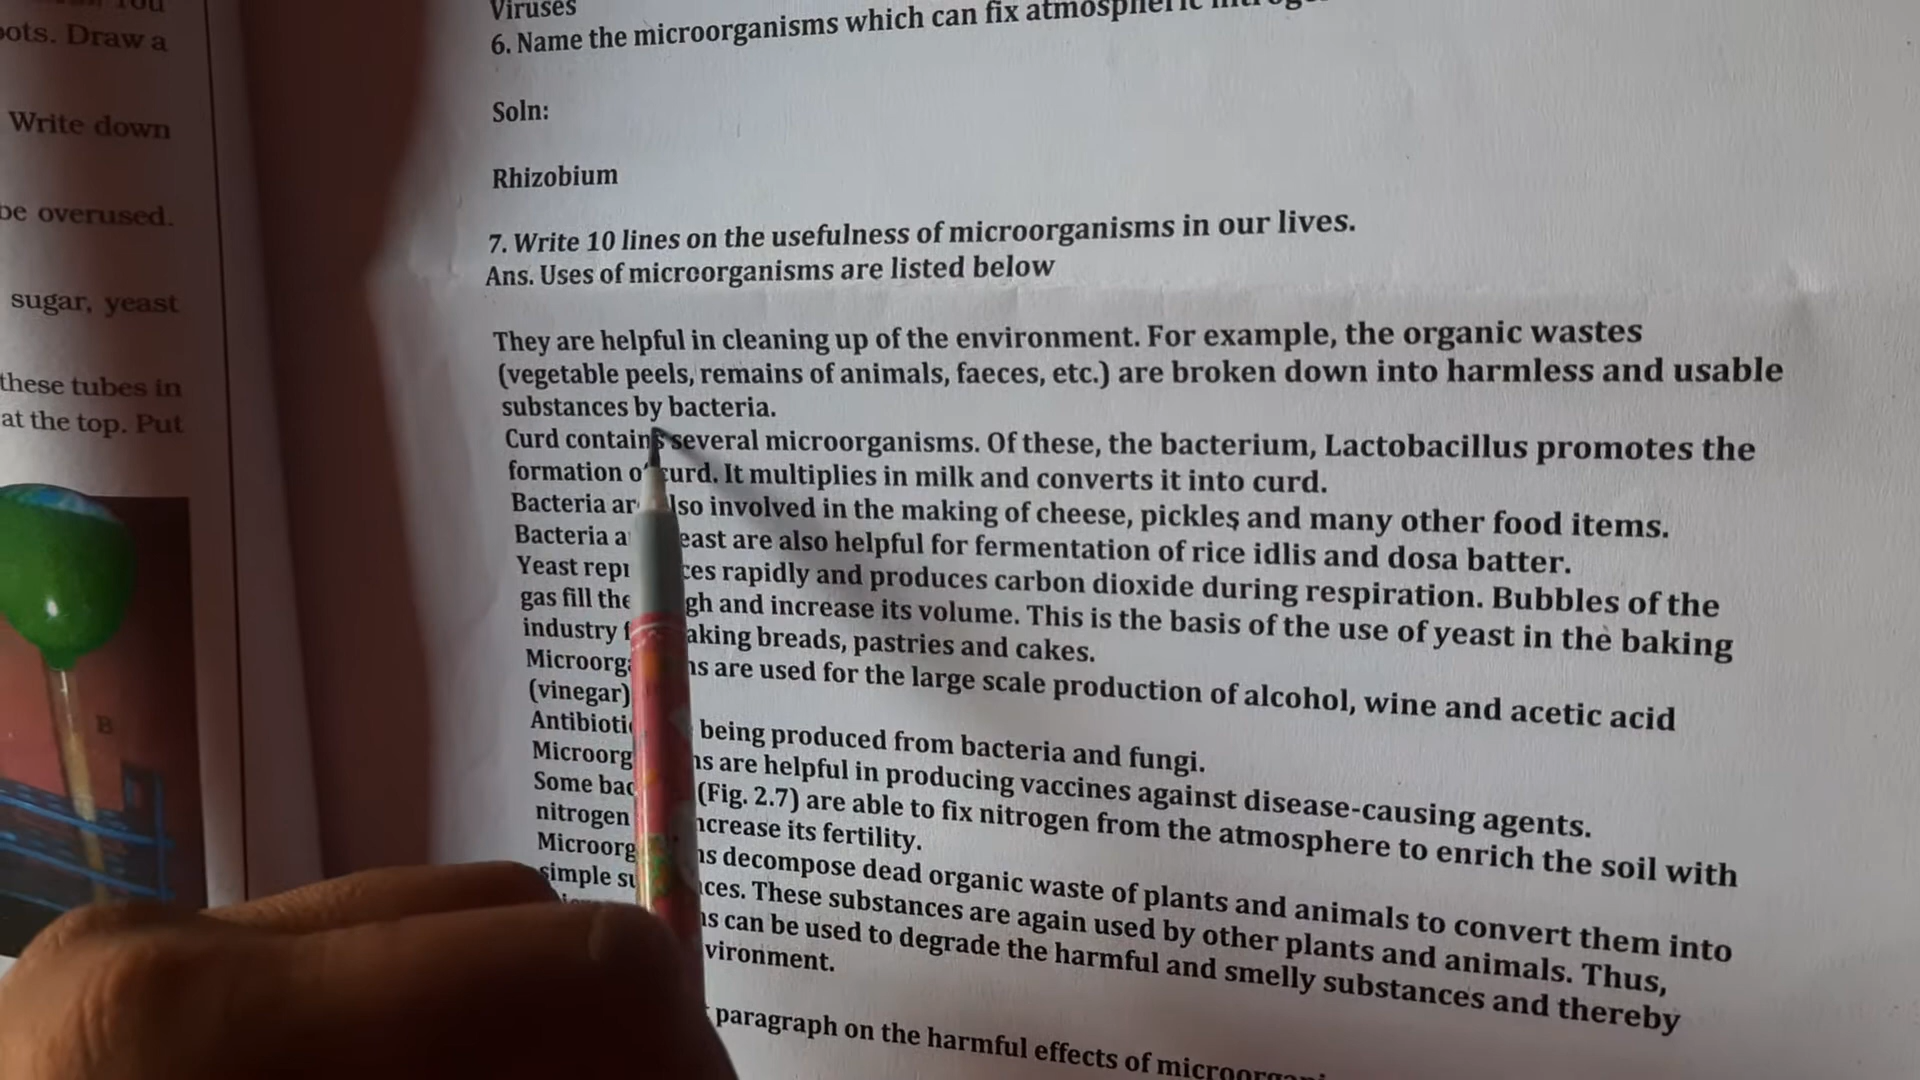 ots. Draw a
Write down
be overused.
sugar, yeast
these tubes in
at the top. Put
B
Viruses
6. Name the microorganisms which can fix atmospheric
Soln:
Rhizobium
7. Write 10 lines on the usefulness of microorganisms in our lives.
Ans. Uses of microorganisms are listed below
They are helpful in cleaning up of the environment. For example, the organic wastes
(vegetable peels, remains of animals, faeces, etc.) are broken down into harmless and usable
substances by bacteria.
Curd contains several microorganisms. Of these, the bacterium, Lactobacillus promotes the
formation of curd. It multiplies in milk and converts it into curd.
Bacteria ar lso involved in the making of cheese, pickles and many other food items.
Bacteria a east are also helpful for fermentation of rice idlis and dosa batter.
Yeast repr ces rapidly and produces carbon dioxide during respiration. Bubbles of the
gas fill the gh and increase its volume. This is the basis of the use of yeast in the baking
industry f aking breads, pastries and cakes.
Microorga ns are used for the large scale production of alcohol, wine and acetic acid
(vinegar)
Antibioti being produced from bacteria and fungi.
Microorg ns are helpful in producing vaccines against disease-causing agents.
Some bac (Fig. 2.7) are able to fix nitrogen from the atmosphere to enrich the soil with
nitrogen ncrease its fertility.
Microorg ns decompose dead organic waste of plants and animals to convert them into
simple su nces. These substances are again used by other plants and animals. Thus,
ns can be used to degrade the harmful and smelly substances and thereby
vironment.
paragraph on the harmful effects of